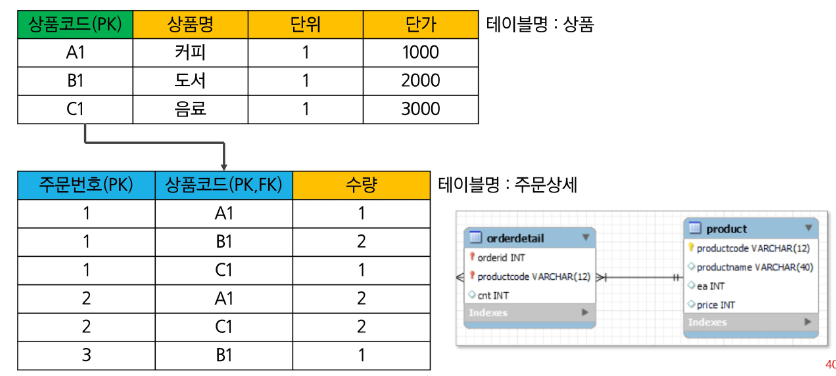 상품코드(PK) 상품명 단위 단가 테이블명 : 상품
A1 커피 1 1000
B1 도서 1 2000
C1 음료 1 3000
주문번호(PK) 상품코드(PK,FK) 수량 테이블명 : 주문상세
1 A1 1
1 B1 2
1 C1 1
2 A1 2
2 C1 2
3 B1 1
orderdetail
orderid INT
productcode VARCHAR(12)
cnt INT
Indexes
product
productcode VARCHAR(12)
productname VARCHAR(40)
ea INT
price INT
Indexes
40